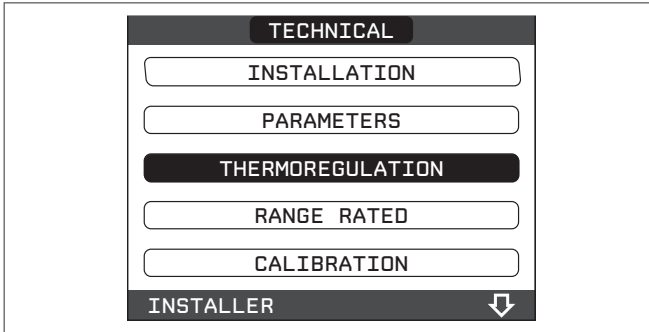 TECHNICAL
INSTALLATION
PARAMETERS
THERMOREGULATION
RANGE RATED
CALIBRATION
INSTALLER